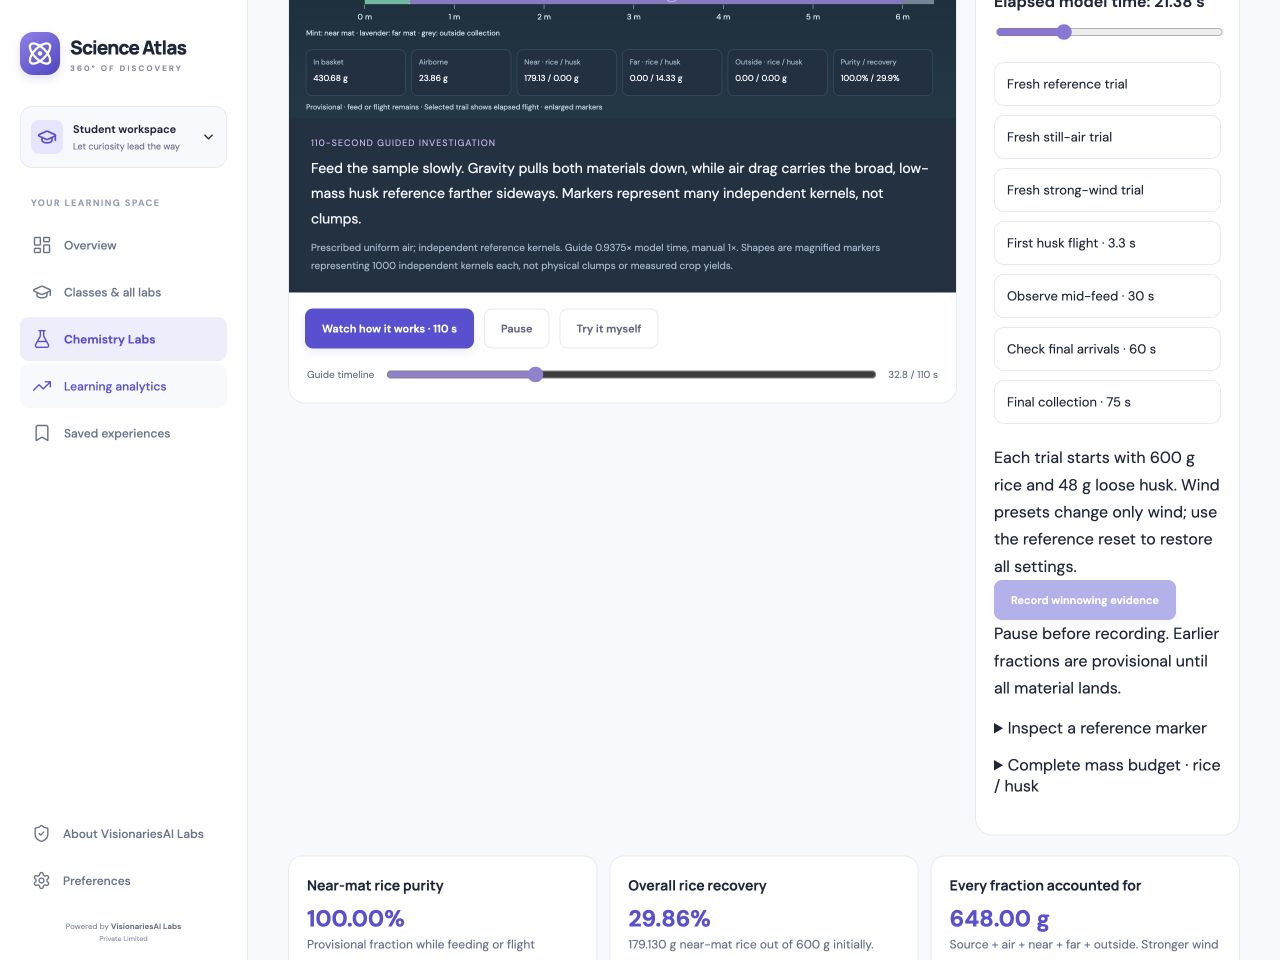 Science Atlas
360° OF DISCOVERY
Student workspace
Let curiosity lead the way
YOUR LEARNING SPACE
Overview
Classes & all labs
Chemistry Labs
Learning analytics
Saved experiences
About VisionariesAI Labs
Preferences
Powered by VisionariesAI Labs
Private Limited
0 m 1 m 2 m 3 m 4 m 5 m 6 m
Mint: near mat · lavender: far mat · grey: outside collection
In basket
430.68 g
Airborne
23.86 g
Near · rice / husk
179.13 / 0.00 g
Far · rice / husk
0.00 / 14.33 g
Outside · rice / husk
0.00 / 0.00 g
Purity / recovery
100.0% / 29.9%
Provisional · feed or flight remains · Selected trail shows elapsed flight · enlarged markers
110-SECOND GUIDED INVESTIGATION
Feed the sample slowly. Gravity pulls both materials down, while air drag carries the broad, low-
mass husk reference farther sideways. Markers represent many independent kernels, not
clumps.
Prescribed uniform air; independent reference kernels. Guide 0.9375× model time, manual 1×. Shapes are magnified markers
representing 1000 independent kernels each, not physical clumps or measured crop yields.
Watch how it works · 110 s
Pause
Try it myself
Guide timeline
32.8 / 110 s
Elapsed model time: 21.38 s
Fresh reference trial
Fresh still-air trial
Fresh strong-wind trial
First husk flight · 3.3 s
Observe mid-feed · 30 s
Check final arrivals · 60 s
Final collection · 75 s
Each trial starts with 600 g
rice and 48 g loose husk. Wind
presets change only wind; use
the reference reset to restore
all settings.
Record winnowing evidence
Pause before recording. Earlier
fractions are provisional until
all material lands.
▶ Inspect a reference marker
▶ Complete mass budget · rice
/ husk
Near-mat rice purity
100.00%
Provisional fraction while feeding or flight
Overall rice recovery
29.86%
179.130 g near-mat rice out of 600 g initially.
Every fraction accounted for
648.00 g
Source + air + near + far + outside. Stronger wind